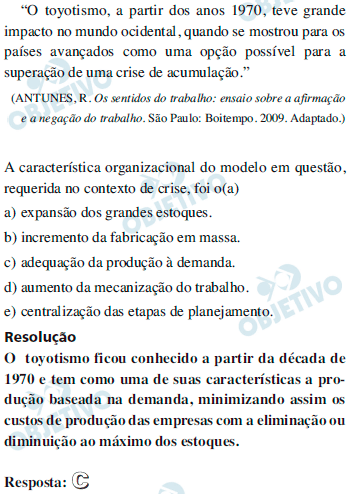 “O toyotismo, a partir dos anos 1970, teve grande
impacto no mundo ocidental, quando se mostrou para os
países avançados como uma opção possível para a
superação de uma crise de acumulação.”
(ANTUNES, R. Os sentidos do trabalho: ensaio sobre a afirmação
e a negação do trabalho. São Paulo: Boitempo. 2009. Adaptado.)
A característica organizacional do modelo em questão,
requerida no contexto de crise, foi o(a)
a) expansão dos grandes estoques.
b) incremento da fabricação em massa.
c) adequação da produção à demanda.
d) aumento da mecanização do trabalho.
e) centralização das etapas de planejamento.
Resolução
O toyotismo ficou conhecido a partir da década de
1970 e tem como uma de suas características a pro-
dução baseada na demanda, minimizando assim os
custos de produção das empresas com a eliminação ou
diminuição ao máximo dos estoques.
Resposta: C
OBJETIVO
OBJETIVO
OBJETIVO
OBJETIVO
OBJETIVO